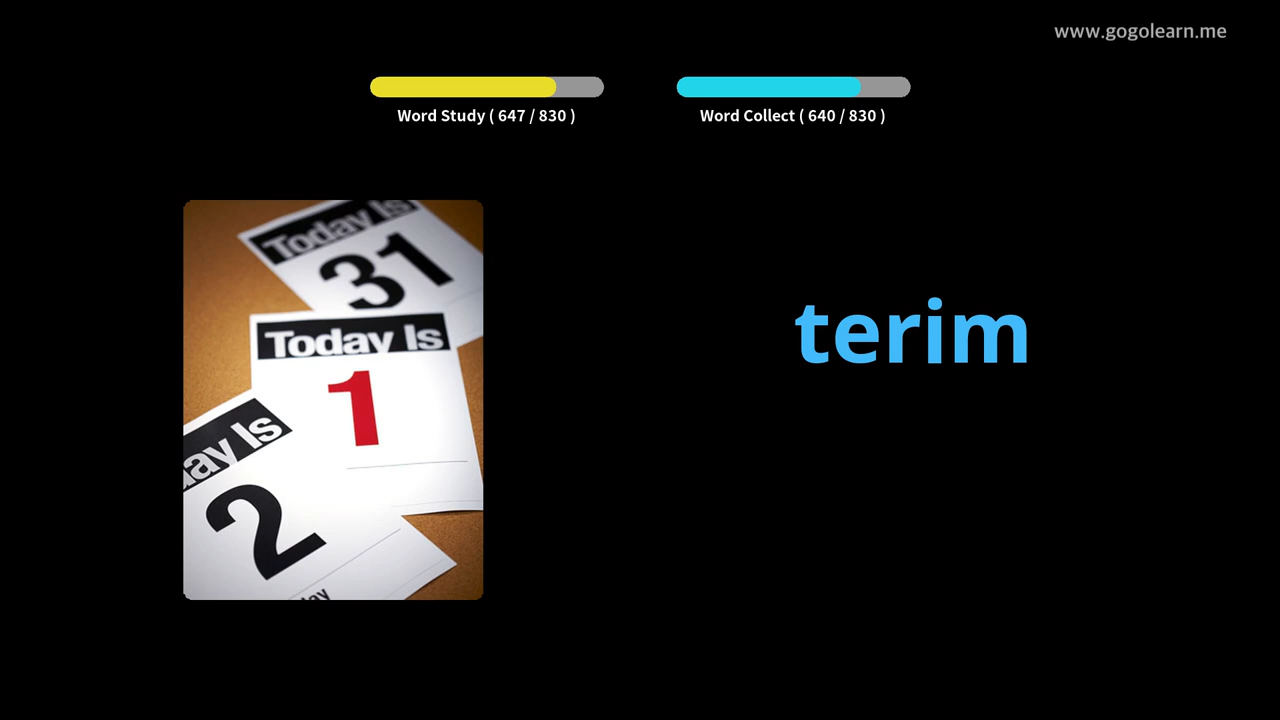 www.gogolearn.me
Word Study ( 647 / 830 )
Word Collect ( 640 / 830 )
Today Is
31
Today Is
1
terim
ay Is
2
ay